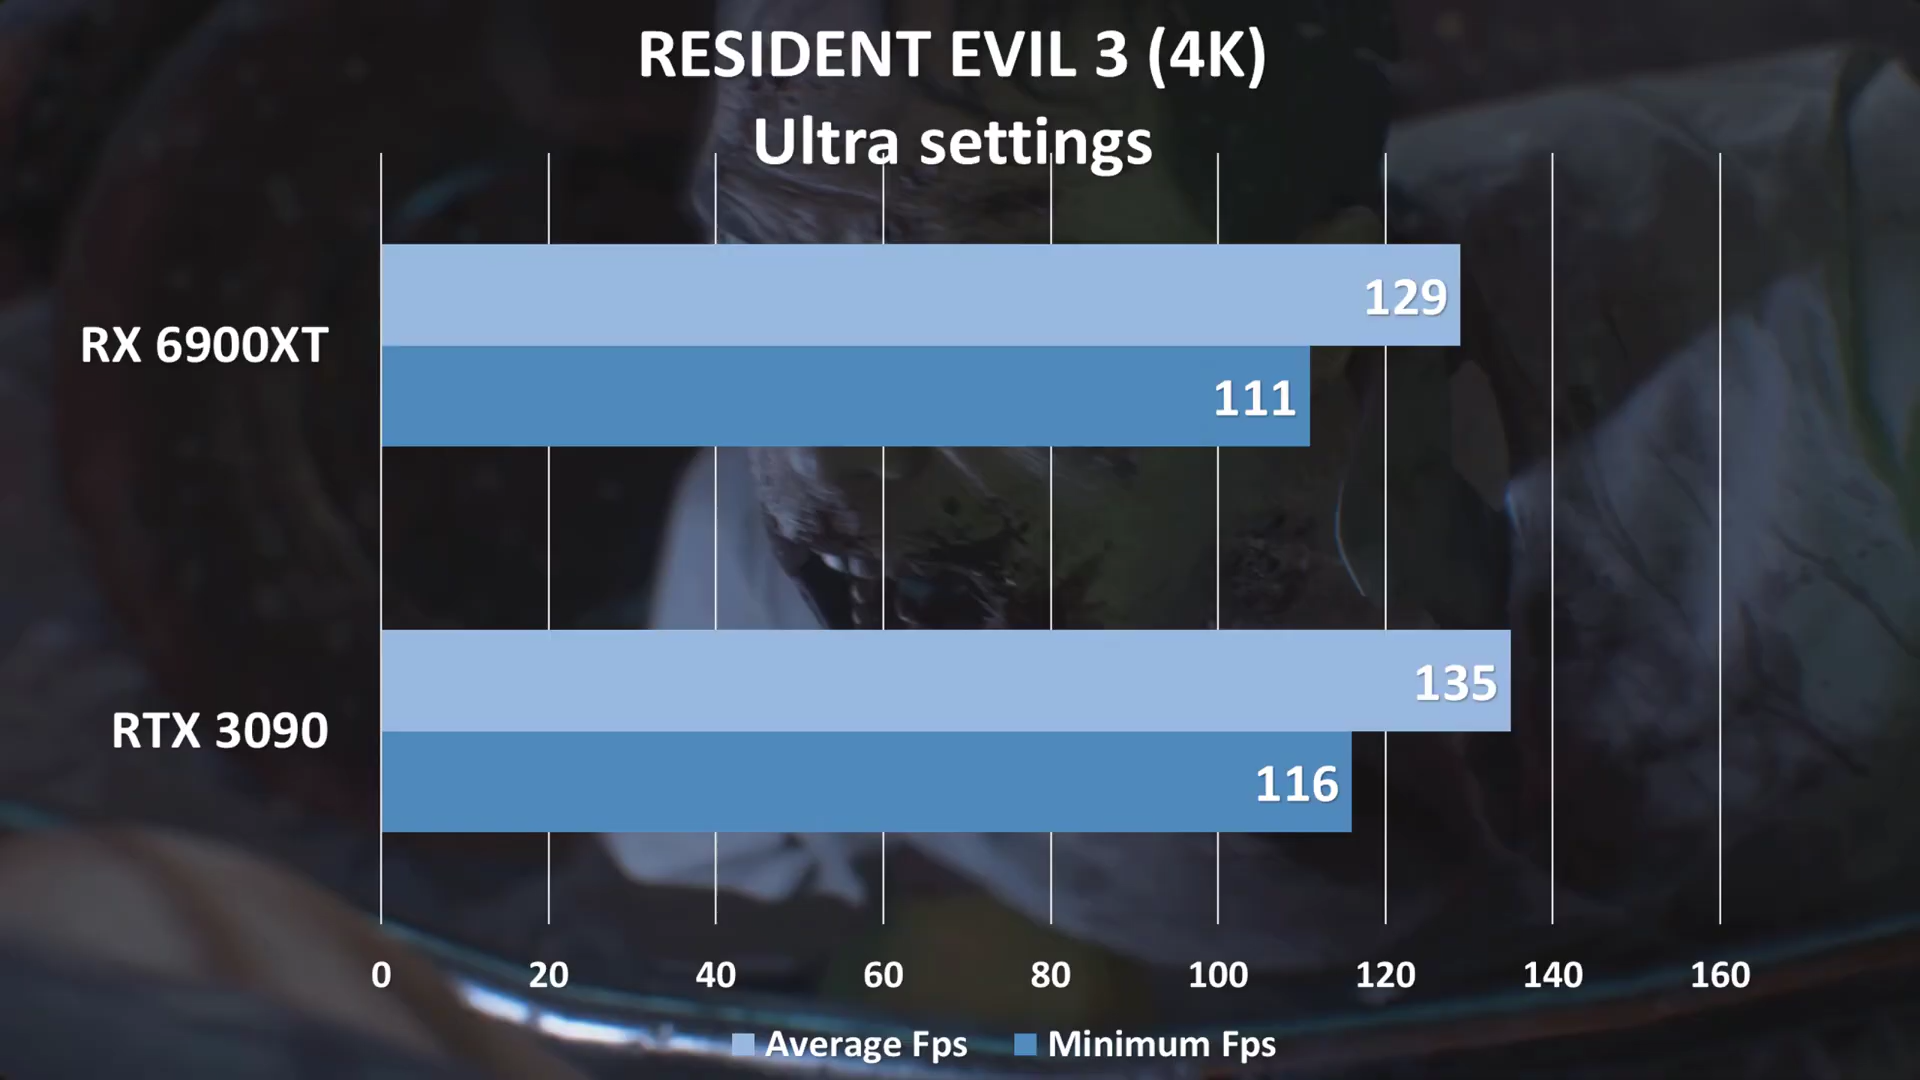 RESIDENT EVIL 3 (4K)
Ultra settings
RX 6900XT
129
111
RTX 3090
135
116
0 20 40 60 80 100 120 140 160
Average Fps Minimum Fps